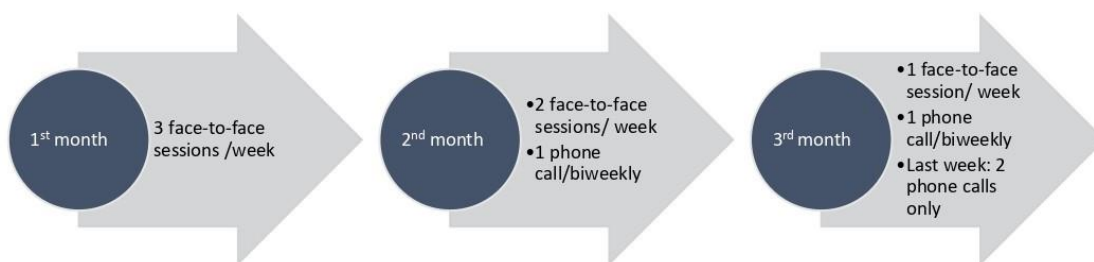 1st month
3 face-to-face
sessions /week
2nd month
•2 face-to-face
sessions/ week
•1 phone
call/biweekly
3rd month
•1 face-to-face
session/ week
•1 phone
call/biweekly
•Last week: 2
phone calls
only